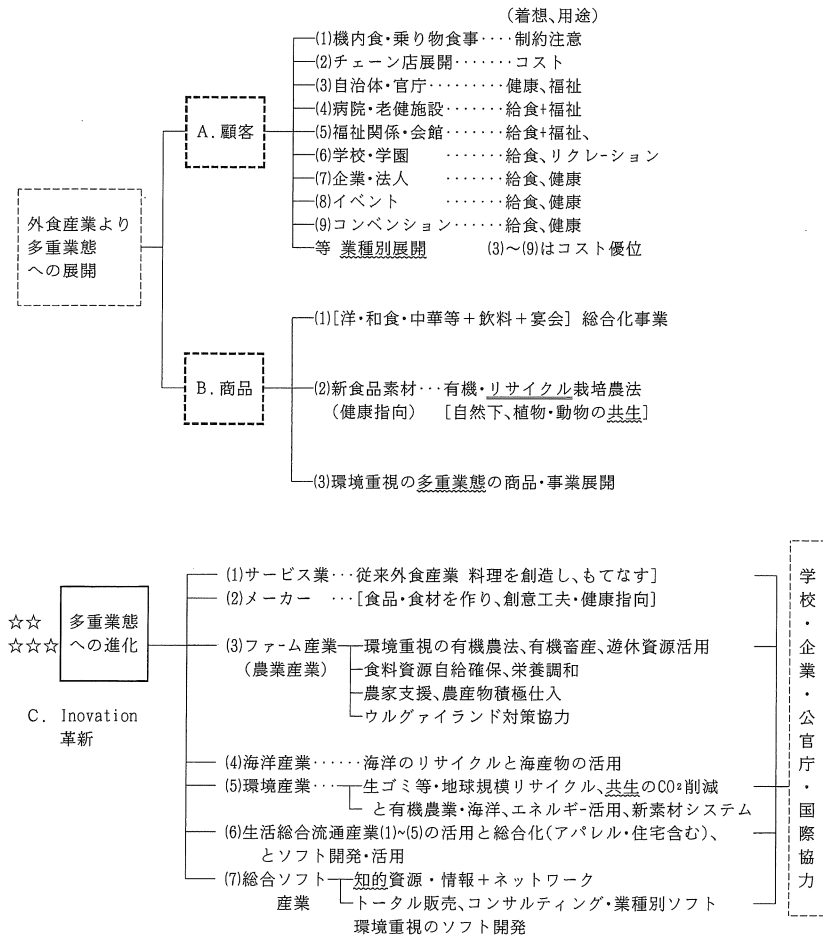 (着想、用途)
(1)機内食・乗り物食事‥‥制約注意
(2)チェーン店展開‥‥‥‥コスト
(3)自治体・官庁‥‥‥‥‥健康、福祉
(4)病院・老健施設‥‥‥‥給食+福祉
(5)福祉関係・会館‥‥‥‥給食+福祉、
(6)学校・学園 ‥‥‥‥給食、リクレーション
(7)企業・法人 ‥‥‥‥給食、健康
(8)イベント ‥‥‥‥給食、健康
(9)コンベンション‥‥‥‥給食、健康
等 業種別展開 (3)~(9)はコスト優位
A.顧客
外食産業より
多重業態
への展開
B.商品
(1)[洋・和食・中華等+飲料+宴会] 総合化事業
(2)新食品素材‥・有機・リサイクル栽培農法
(健康指向) [自然下、植物・動物の共生]
(3)環境重視の多重業態の商品・事業展開
☆☆
☆☆☆
多重業態
への進化
C. Inovation
革新
(1)サービス業‥・従来外食産業 料理を創造し、もてなす]
(2)メーカー ‥・[食品・食材を作り、創意工夫・健康指向]
(3)ファーム産業 環境重視の有機農法、有機畜産、遊休資源活用
(農業産業) 食料資源自給確保、栄養調和
農家支援、農産物積極仕入
ウルグァイランド対策協力
(4)海洋産業‥‥‥海洋のリサイクルと海産物の活用
(5)環境産業‥・生ゴミ等・地球規模リサイクル、共生のCO₂削減
と有機農業・海洋、エネルギー活用、新素材システム
(6)生活総合流通産業(1)~(5)の活用と総合化(アパレル・住宅含む)、
とソフト開発・活用
(7)総合ソフト 知的資源・情報+ネットワーク
産業 トータル販売、コンサルティング・業種別ソフト
環境重視のソフト開発
学校・企業・公官庁・国際協力